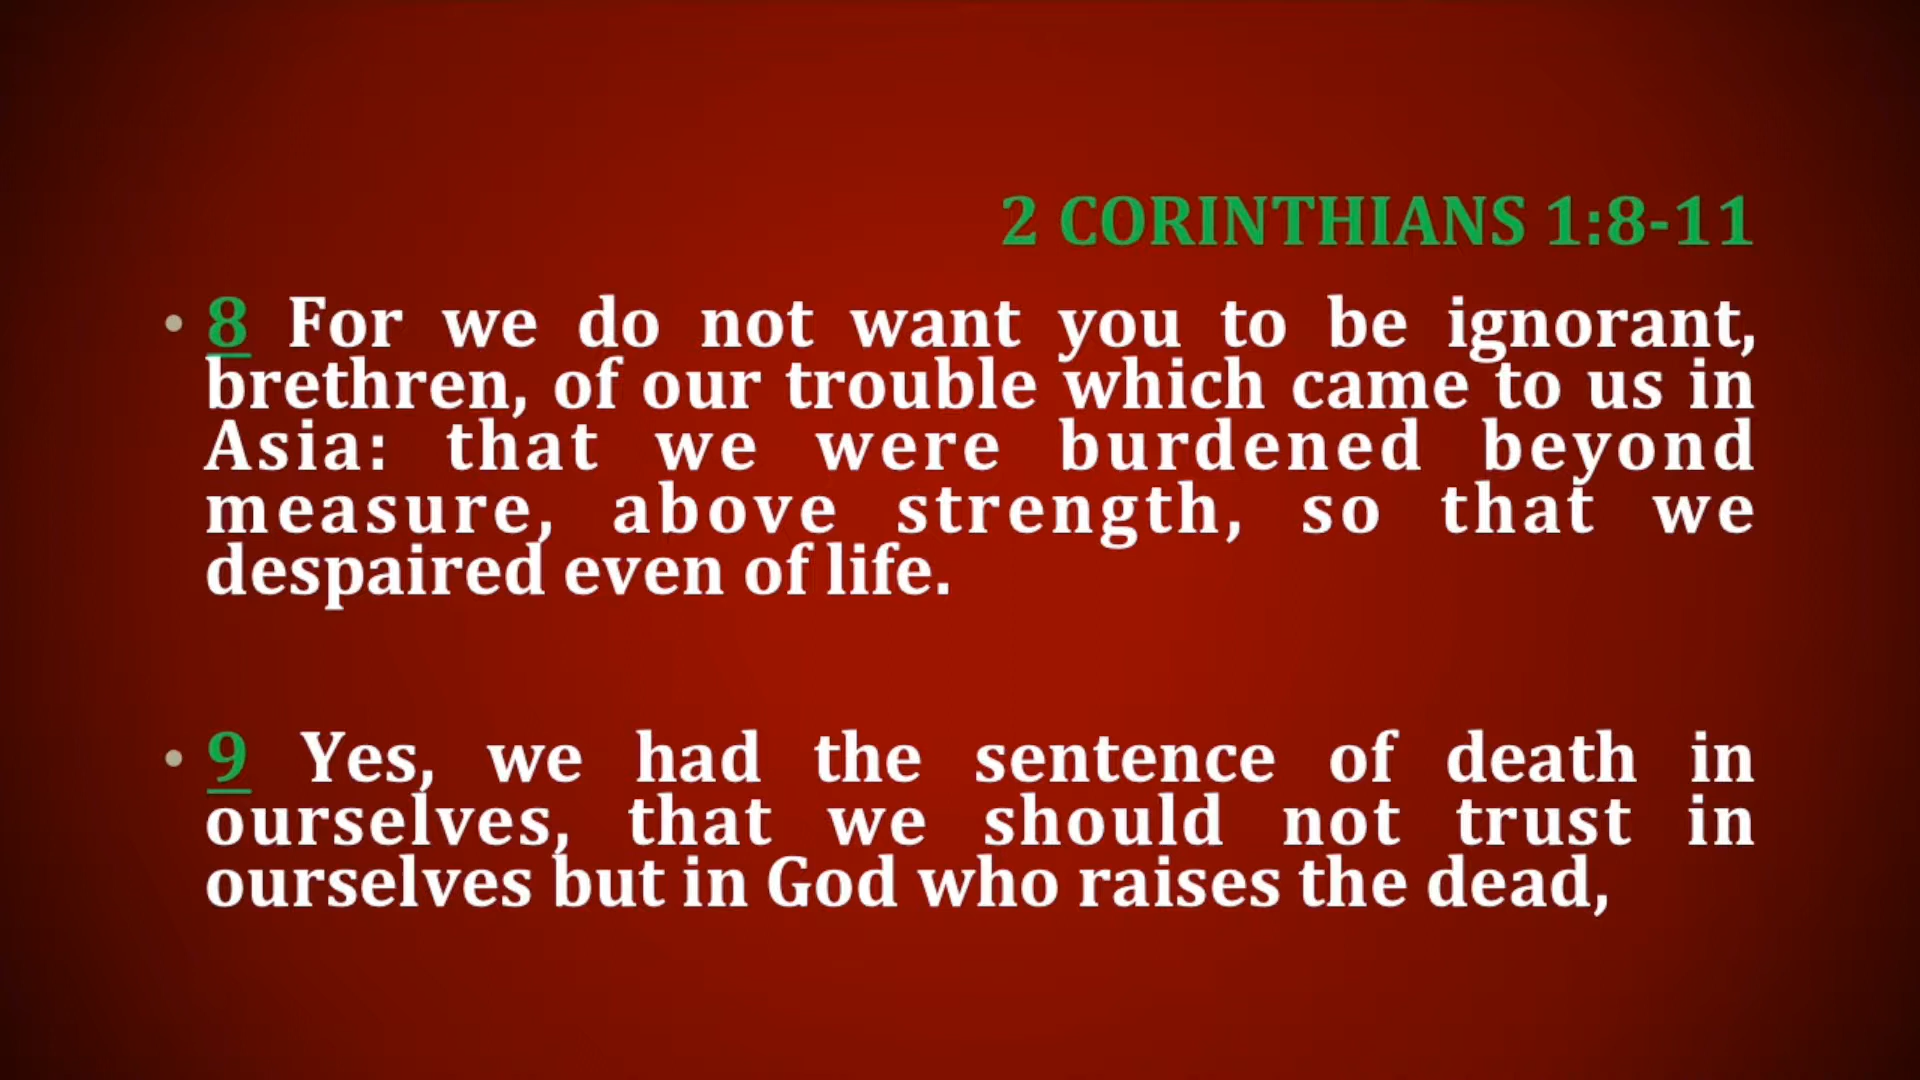 2 CORINTHIANS 1:8-11
• 8 For we do not want you to be ignorant,
brethren, of our trouble which came to us in
Asia: that we were burdened beyond
measure, above strength, so that we
despaired even of life.
• 9 Yes, we had the sentence of death in
ourselves, that we should not trust in
ourselves but in God who raises the dead,